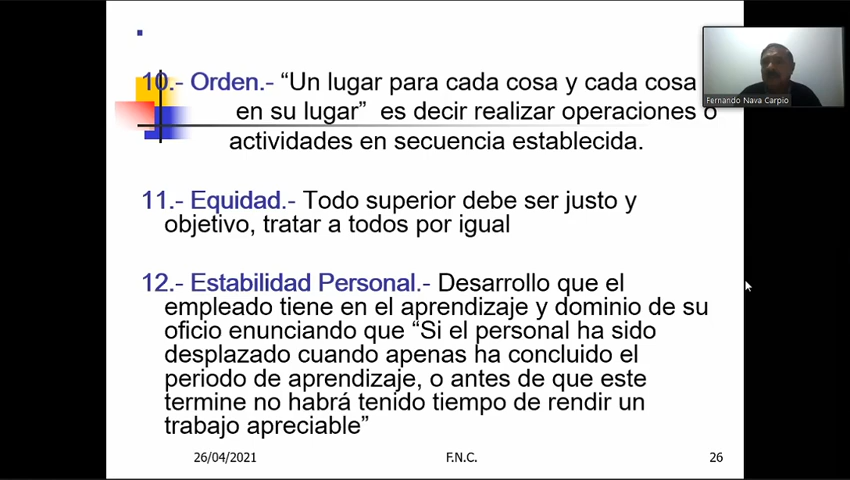 10.- Orden.- “Un lugar para cada cosa y cada cosa
en su lugar” es decir realizar operaciones o
actividades en secuencia establecida.
11.- Equidad.- Todo superior debe ser justo y
objetivo, tratar a todos por igual
12.- Estabilidad Personal.- Desarrollo que el
empleado tiene en el aprendizaje y dominio de su
oficio enunciando que “Si el personal ha sido
desplazado cuando apenas ha concluido el
periodo de aprendizaje, o antes de que este
termine no habrá tenido tiempo de rendir un
trabajo apreciable”
26/04/2021 F.N.C. 26
Fernando Nava Carpio